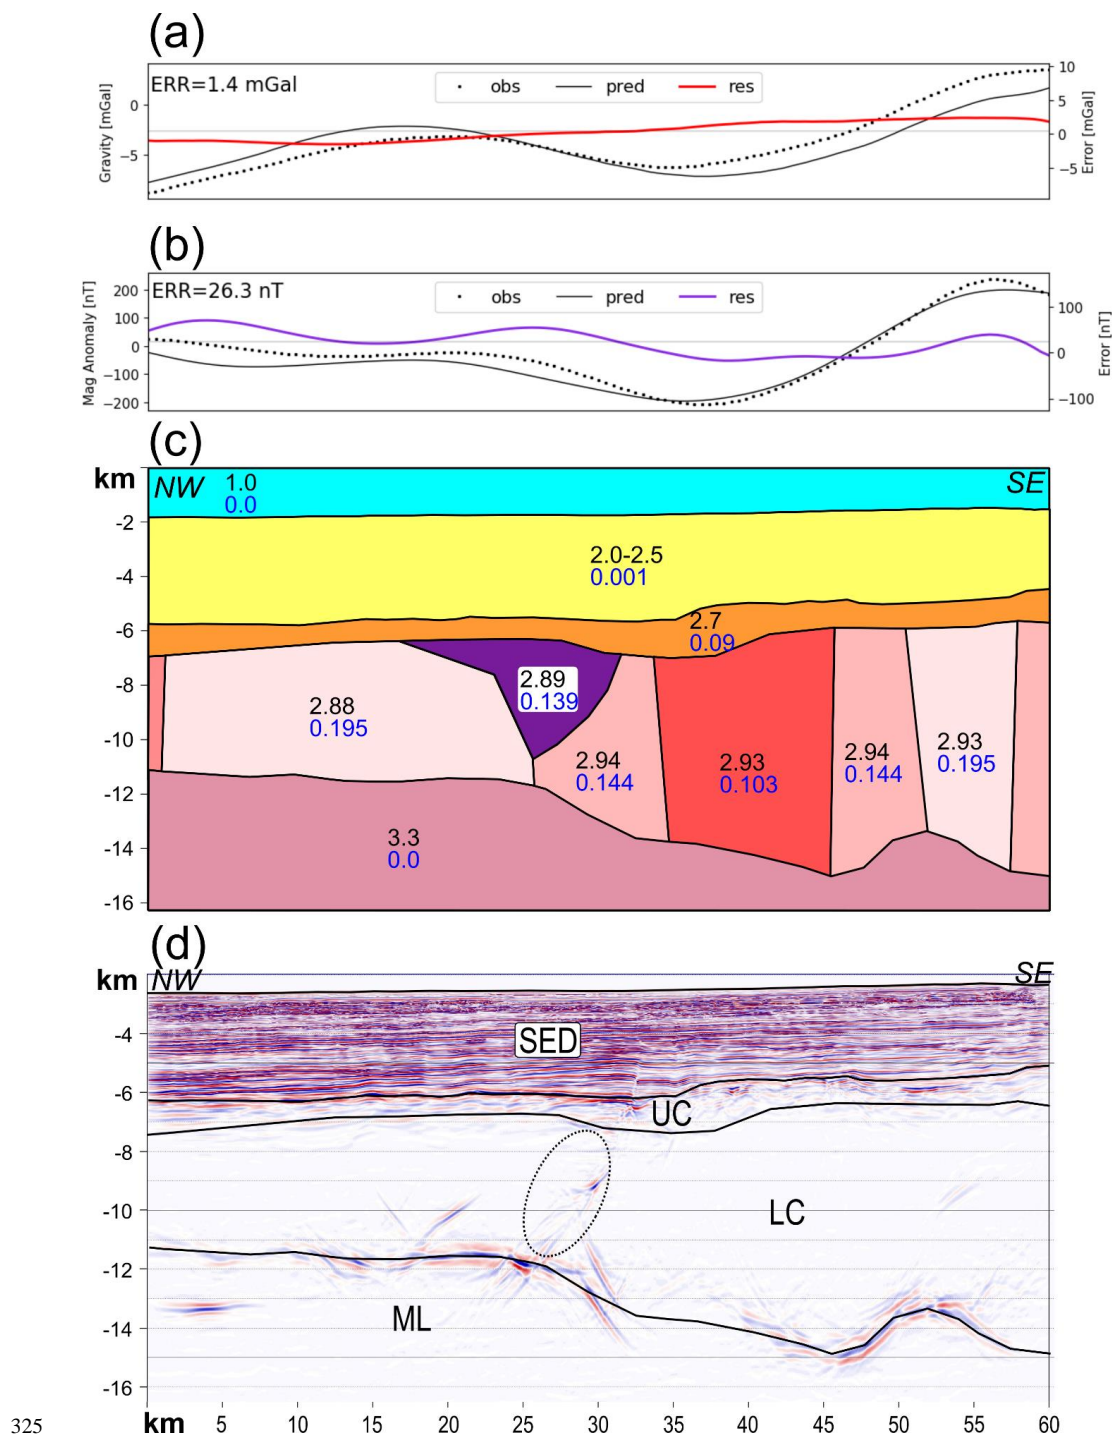 (a)
ERR=1.4 mGal
obs pred res
Gravity [mGal]
0
−5
10
5
0
−5
Error [mGal]
(b)
ERR=26.3 nT
obs pred res
Mag Anomaly [nT]
200
100
0
−100
−200
100
0
−100
Error [nT]
(c)
km
NW
SE
1.0
0.0
-2
-4
-6
-8
-10
-12
-14
-16
2.0-2.5
0.001
2.7
0.09
2.89
0.139
2.88
0.195
2.94
0.144
2.93
0.103
2.94
0.144
2.93
0.195
3.3
0.0
(d)
km
NW
SE
-4
-6
-8
-10
-12
-14
-16
SED
UC
LC
ML
km 5 10 15 20 25 30 35 40 45 50 55 60
325